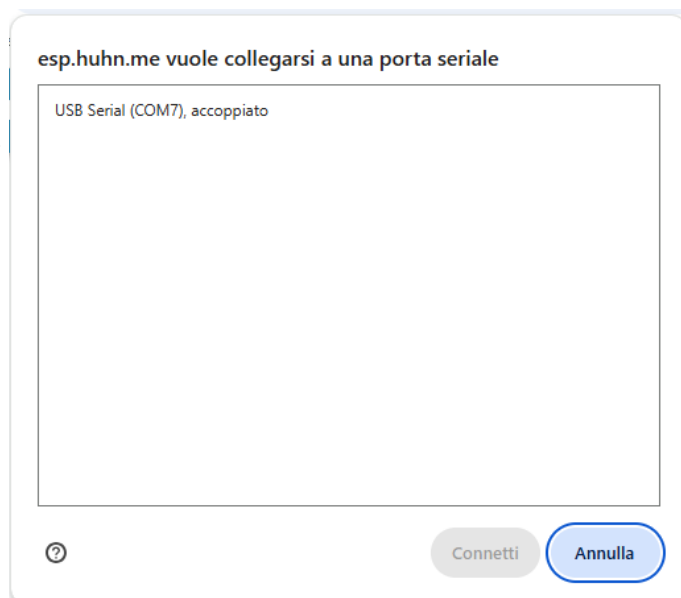 esp.huhn.me vuole collegarsi a una porta seriale
USB Serial (COM7), accoppiato
Connetti
Annulla